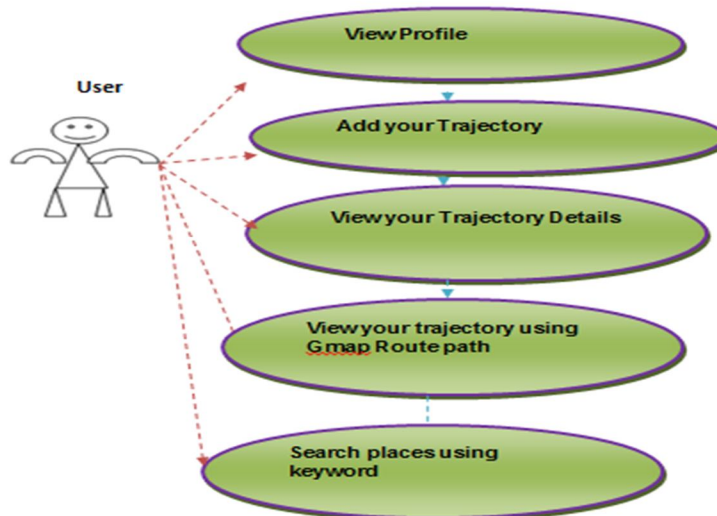 View Profile
User
Add your Trajectory
View your Trajectory Details
View your trajectory using
Gmap Route path
Search places using
keyword